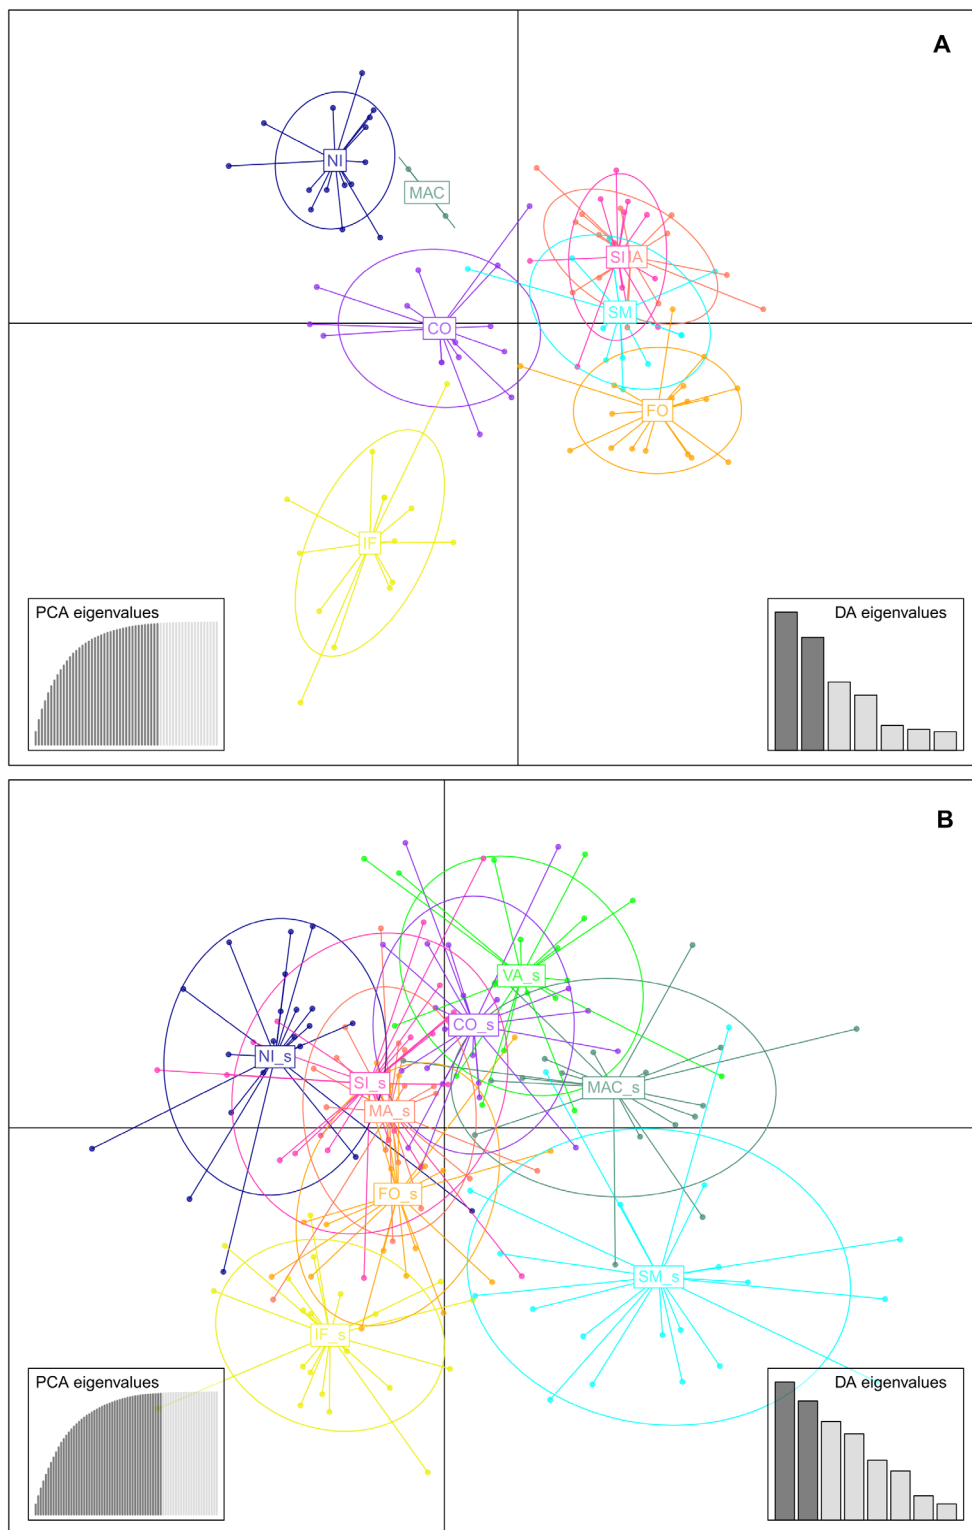 A
NI
MAC
SI
IA
SM
CO
FO
IF
PCA eigenvalues
DA eigenvalues
B
VA_s
CO_s
NI_s
SI_s
MAC_s
MA_s
FO_s
SM_s
IF_s
PCA eigenvalues
DA eigenvalues